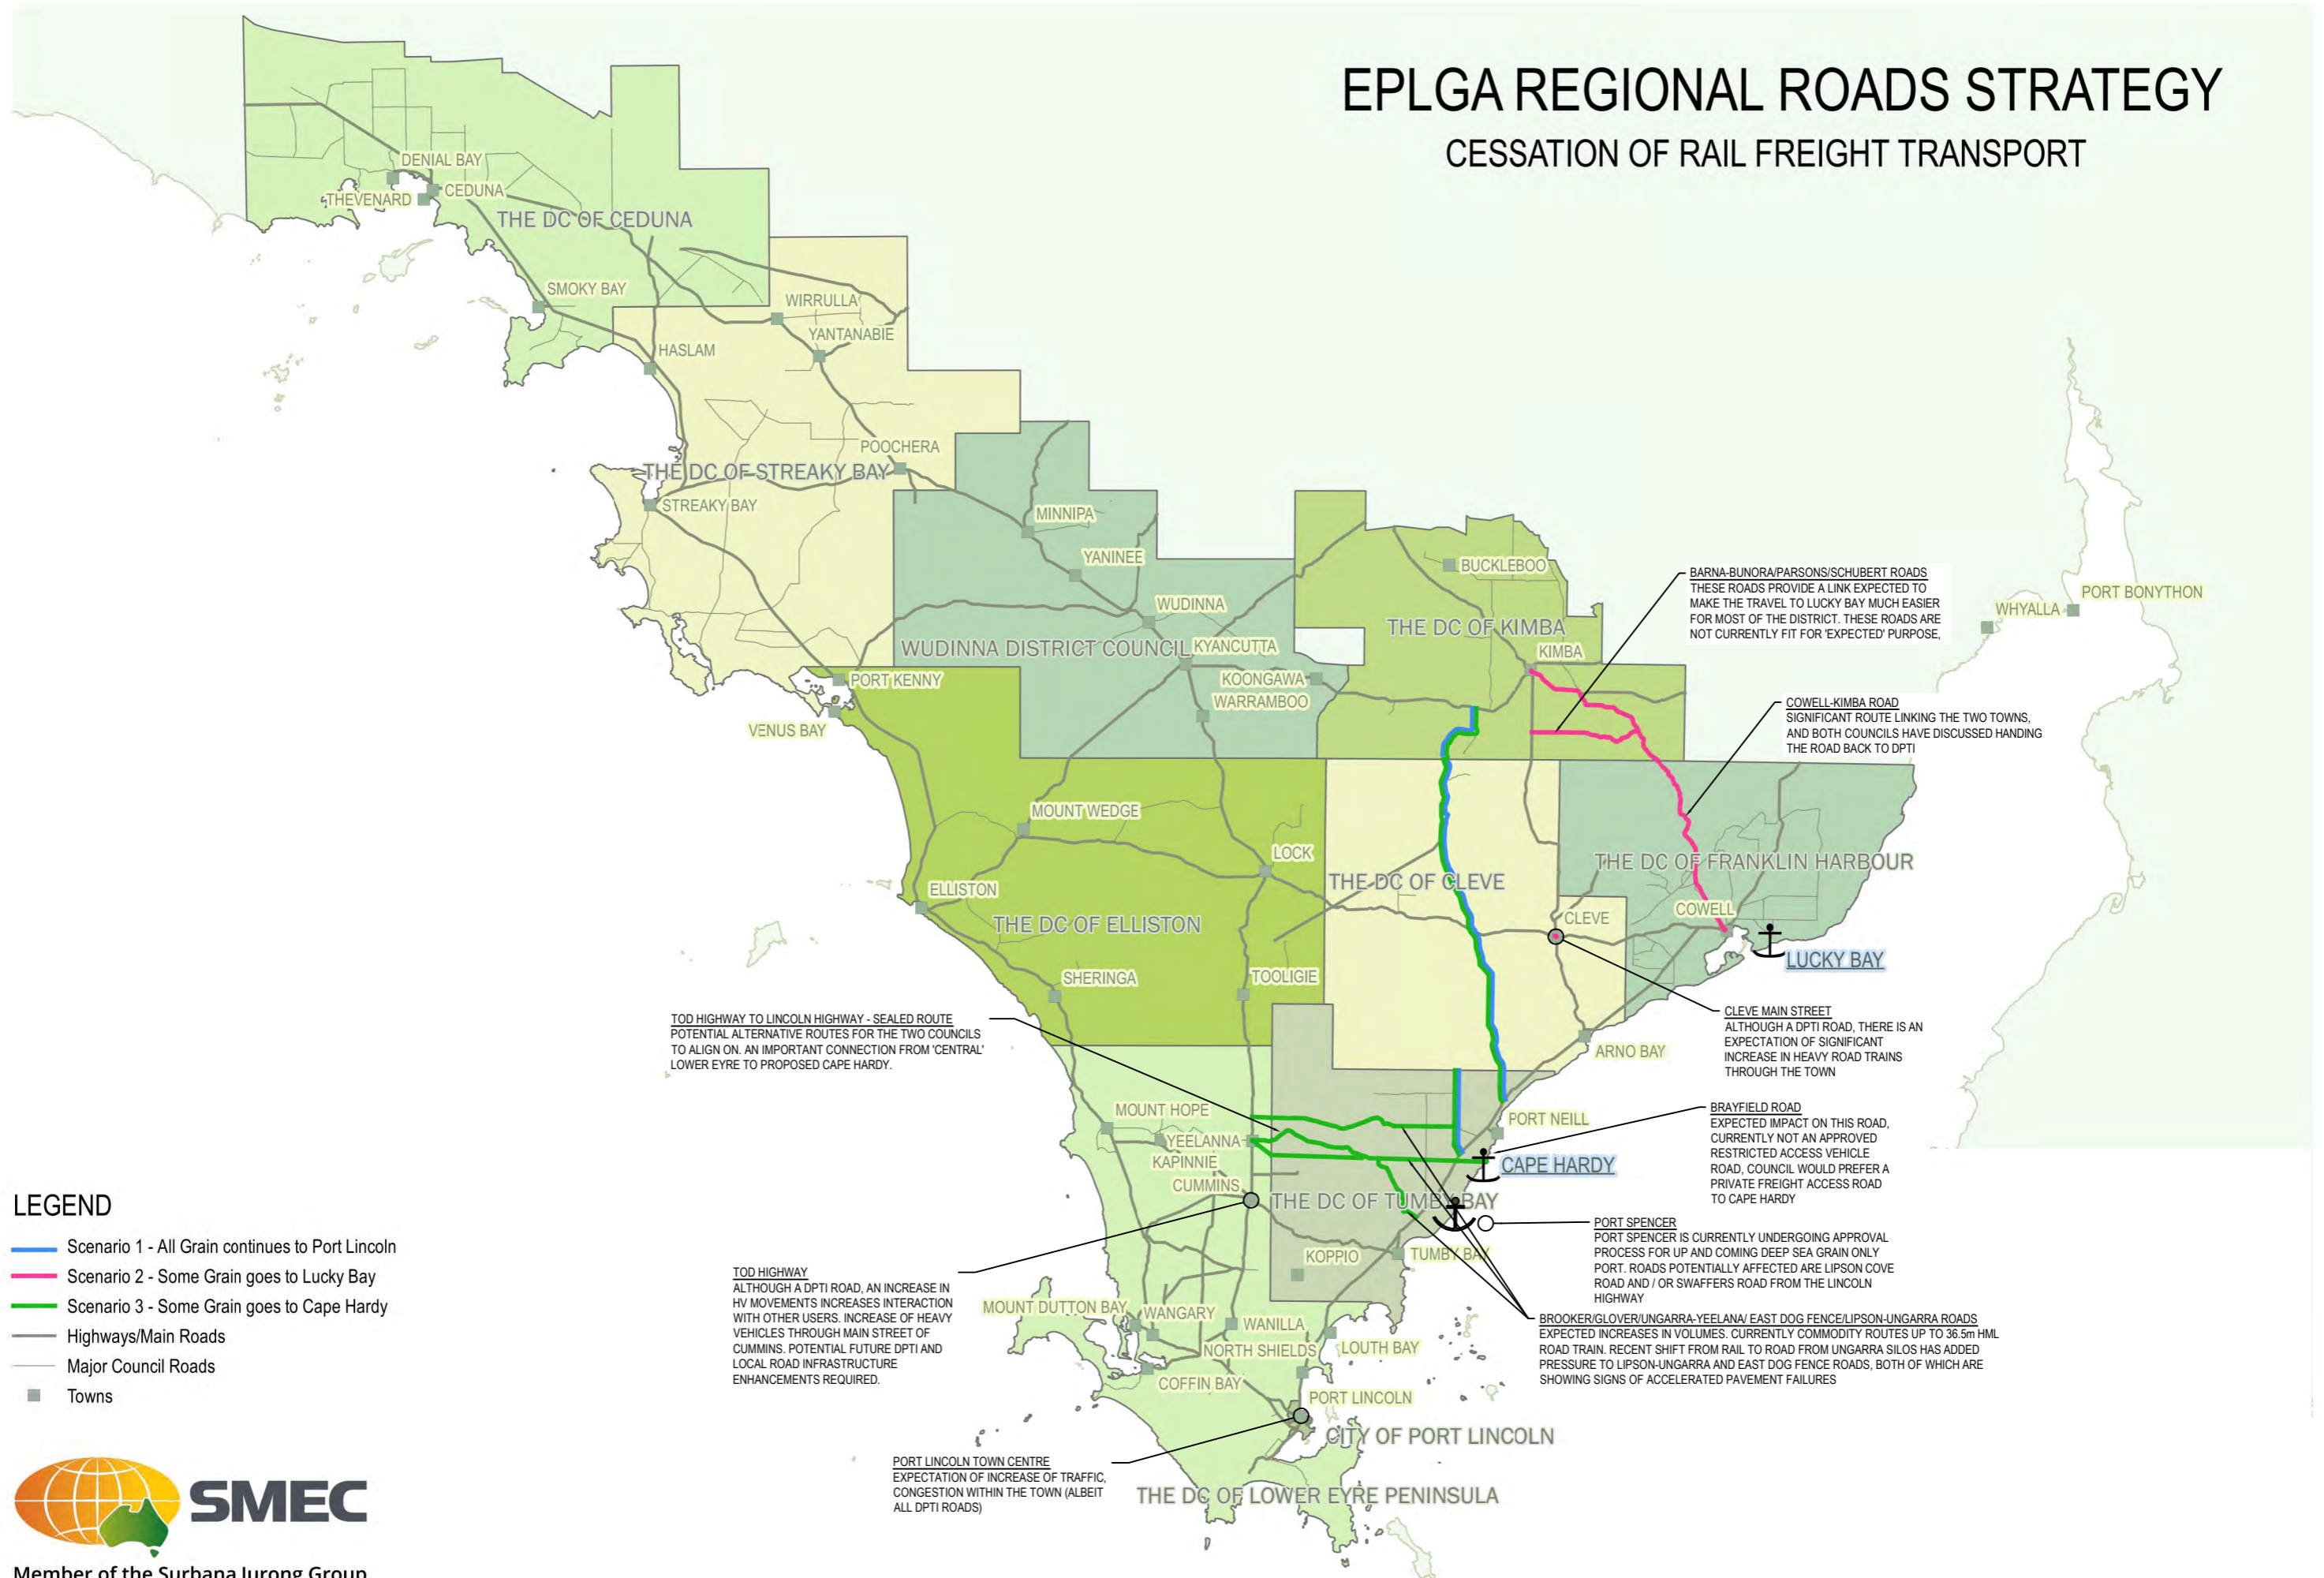 EPLGA REGIONAL ROADS STRATEGY
CESSATION OF RAIL FREIGHT TRANSPORT
DENIAL BAY
CEDUNA
THEVENARD
THE DC OF CEDUNA
SMOKY BAY
WIRRULLA
YANTANABIE
HASLAM
POOCHERA
THE DC OF STREAKY BAY
STREAKY BAY
MINNIPA
YANINEE
BUCKLEBOO
WUDINNA
THE DC OF KIMBA
WUDINNA DISTRICT COUNCIL
KYANCUTTA
KIMBA
KOONGAWA
WARRAMBOO
PORT KENNY
VENUS BAY
PORT BONYTHON
WHYALLA
BARNA-BUNORA/PARSONS/SCHUBERT ROADS
THESE ROADS PROVIDE A LINK EXPECTED TO
MAKE THE TRAVEL TO LUCKY BAY MUCH EASIER
FOR MOST OF THE DISTRICT. THESE ROADS ARE
NOT CURRENTLY FIT FOR 'EXPECTED' PURPOSE,
COWELL-KIMBA ROAD
SIGNIFICANT ROUTE LINKING THE TWO TOWNS,
AND BOTH COUNCILS HAVE DISCUSSED HANDING
THE ROAD BACK TO DPTI
MOUNT WEDGE
LOCK
THE DC OF FRANKLIN HARBOUR
THE DC OF CLEVE
ELLISTON
THE DC OF ELLISTON
CLEVE
COWELL
LUCKY BAY
SHERINGA
TOOLIGIE
CLEVE MAIN STREET
ALTHOUGH A DPTI ROAD, THERE IS AN
EXPECTATION OF SIGNIFICANT
INCREASE IN HEAVY ROAD TRAINS
THROUGH THE TOWN
TOD HIGHWAY TO LINCOLN HIGHWAY - SEALED ROUTE
POTENTIAL ALTERNATIVE ROUTES FOR THE TWO COUNCILS
TO ALIGN ON. AN IMPORTANT CONNECTION FROM 'CENTRAL'
LOWER EYRE TO PROPOSED CAPE HARDY.
ARNO BAY
MOUNT HOPE
YEELANNA
KAPINNIE
CUMMINS
PORT NEILL
CAPE HARDY
THE DC OF TUMBY BAY
BRAYFIELD ROAD
EXPECTED IMPACT ON THIS ROAD,
CURRENTLY NOT AN APPROVED
RESTRICTED ACCESS VEHICLE
ROAD, COUNCIL WOULD PREFER A
PRIVATE FREIGHT ACCESS ROAD
TO CAPE HARDY
PORT SPENCER
PORT SPENCER IS CURRENTLY UNDERGOING APPROVAL
PROCESS FOR UP AND COMING DEEP SEA GRAIN ONLY
PORT. ROADS POTENTIALLY AFFECTED ARE LIPSON COVE
ROAD AND / OR SWAFFERS ROAD FROM THE LINCOLN
HIGHWAY
KOPPIO
TUMBY BAY
TOD HIGHWAY
ALTHOUGH A DPTI ROAD, AN INCREASE IN
HV MOVEMENTS INCREASES INTERACTION
WITH OTHER USERS. INCREASE OF HEAVY
VEHICLES THROUGH MAIN STREET OF
CUMMINS. POTENTIAL FUTURE DPTI AND
LOCAL ROAD INFRASTRUCTURE
ENHANCEMENTS REQUIRED.
MOUNT DUTTON BAY
WANGARY
WANILLA
NORTH SHIELDS
LOUTH BAY
COFFIN BAY
PORT LINCOLN
CITY OF PORT LINCOLN
THE DC OF LOWER EYRE PENINSULA
BROOKER/GLOVER/UNGARRA-YEELANA/ EAST DOG FENCE/LIPSON-UNGARRA ROADS
EXPECTED INCREASES IN VOLUMES. CURRENTLY COMMODITY ROUTES UP TO 36.5m HML
ROAD TRAIN. RECENT SHIFT FROM RAIL TO ROAD FROM UNGARRA SILOS HAS ADDED
PRESSURE TO LIPSON-UNGARRA AND EAST DOG FENCE ROADS, BOTH OF WHICH ARE
SHOWING SIGNS OF ACCELERATED PAVEMENT FAILURES
PORT LINCOLN TOWN CENTRE
EXPECTATION OF INCREASE OF TRAFFIC,
CONGESTION WITHIN THE TOWN (ALBEIT
ALL DPTI ROADS)
LEGEND
Scenario 1 - All Grain continues to Port Lincoln
Scenario 2 - Some Grain goes to Lucky Bay
Scenario 3 - Some Grain goes to Cape Hardy
Highways/Main Roads
Major Council Roads
Towns
SMEC
Member of the Surbana Jurong Group